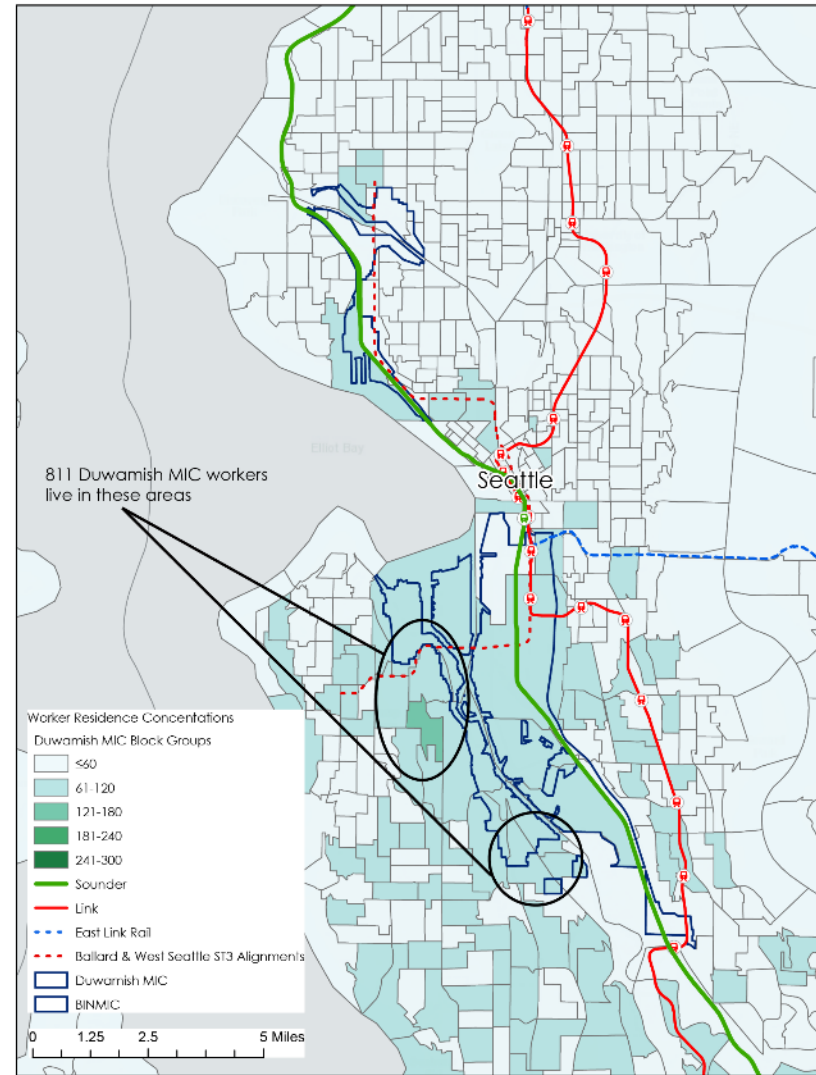 Elliot Bay
811 Duwamish MIC workers
live in these areas
Seattle
Worker Residence Concentations
Duwamish MIC Block Groups
≤60
61-120
121-180
181-240
241-300
Sounder
Link
East Link Rail
Ballard & West Seattle ST3 Alignments
Duwamish MIC
BINMIC
0 1.25 2.5 5 Miles